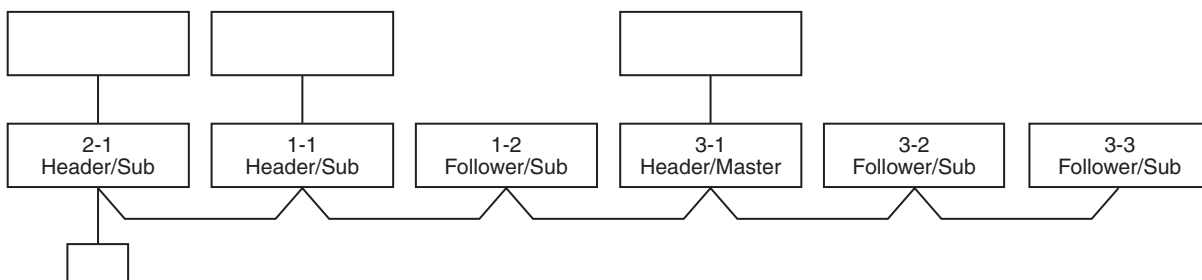 2-1
Header/Sub
1-1
Header/Sub
1-2
Follower/Sub
3-1
Header/Master
3-2
Follower/Sub
3-3
Follower/Sub